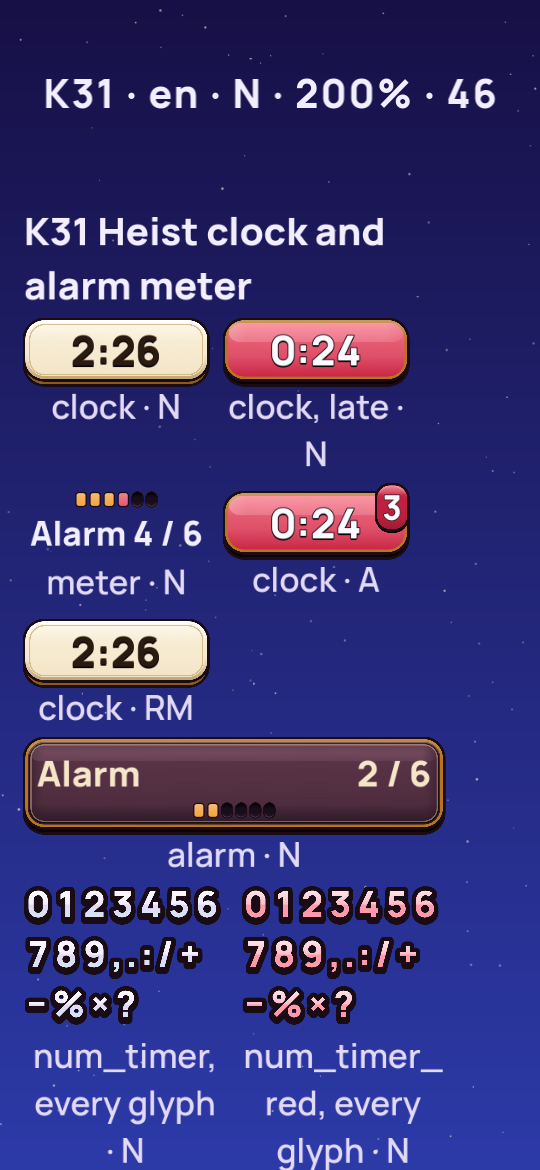 K31 · en · N · 200% · 46
K31 Heist clock and
alarm meter
2:26
0:24
clock · N
clock, late ·
N
Alarm 4 / 6
meter · N
0:24
3
clock · A
2:26
clock · RM
Alarm 2 / 6
alarm · N
0123456
789,.:/+
−%×?
num_timer,
every glyph
· N
0123456
789,.:/+
−%×?
num_timer_
red, every
glyph · N